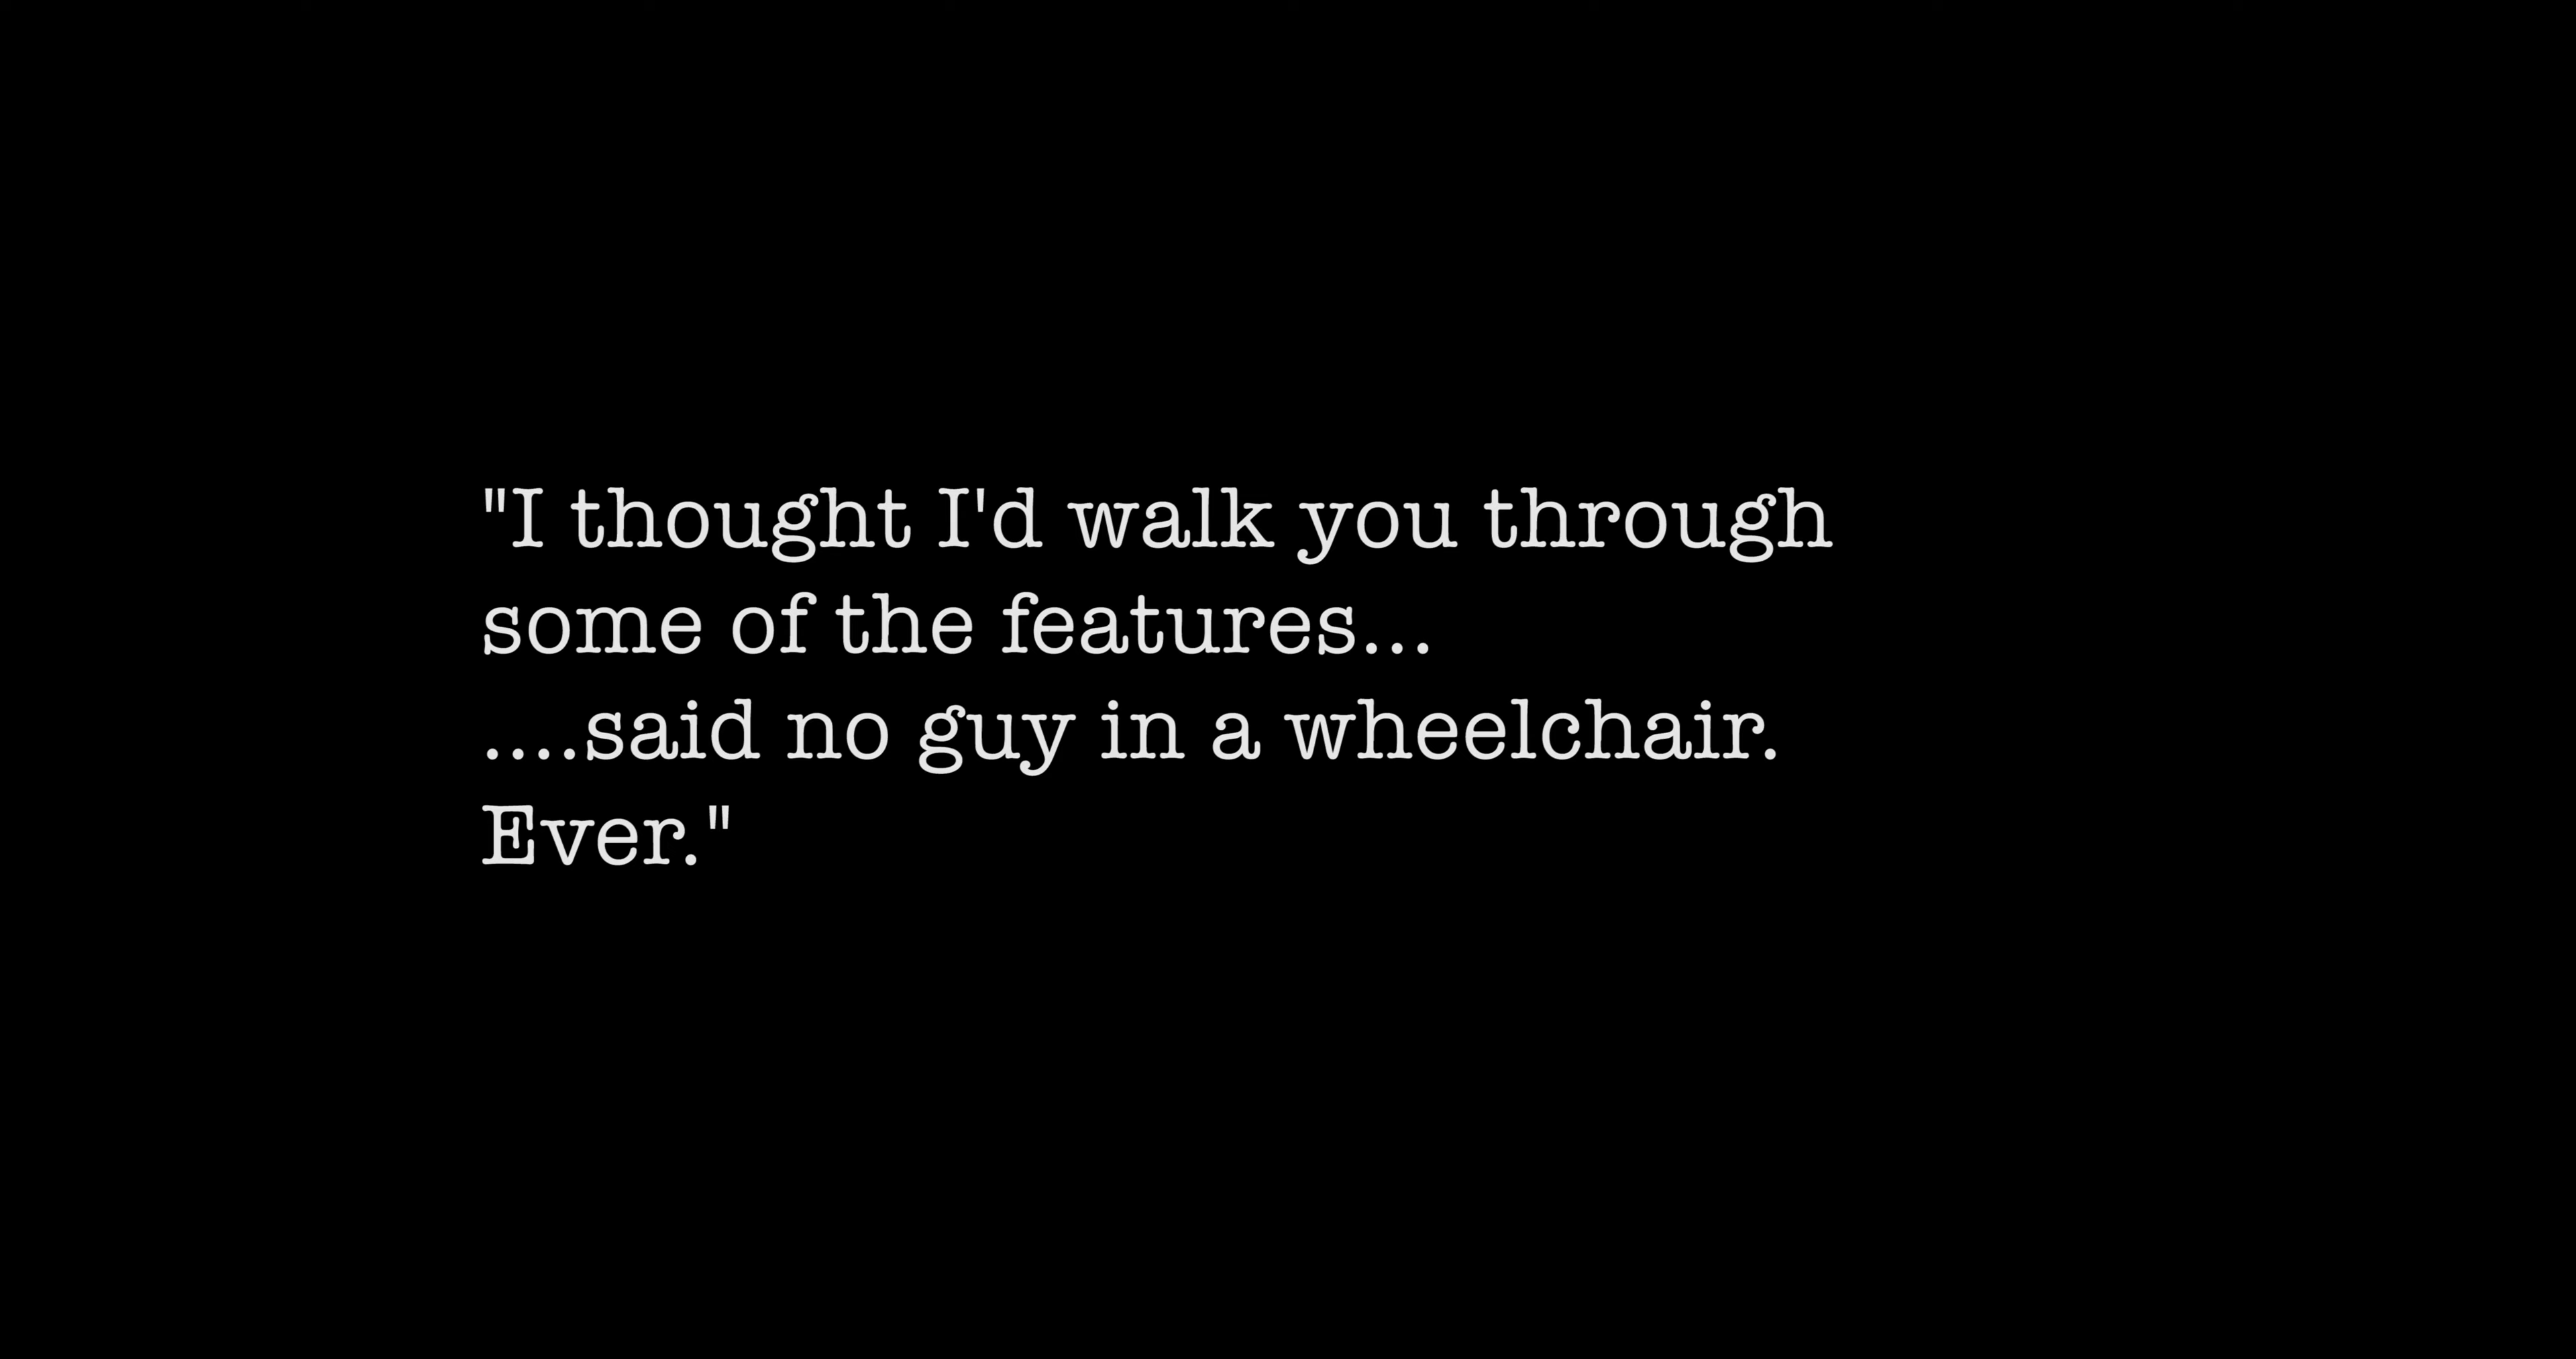 "I thought I'd walk you through
some of the features...
....said no guy in a wheelchair.
Ever."